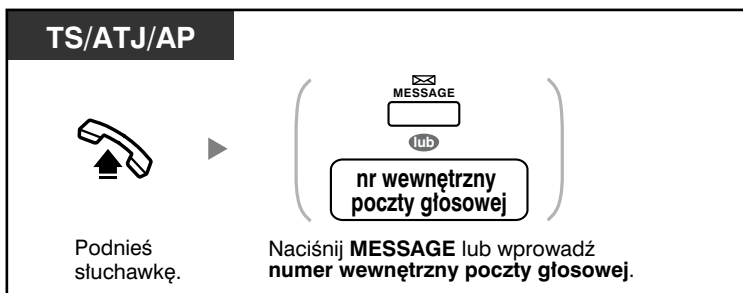 TS/ATJ/AP
MESSAGE
lub
nr wewnętrzny
poczty głosowej
Podnieś
słuchawkę.
Naciśnij MESSAGE lub wprowadź
numer wewnętrzny poczty głosowej.